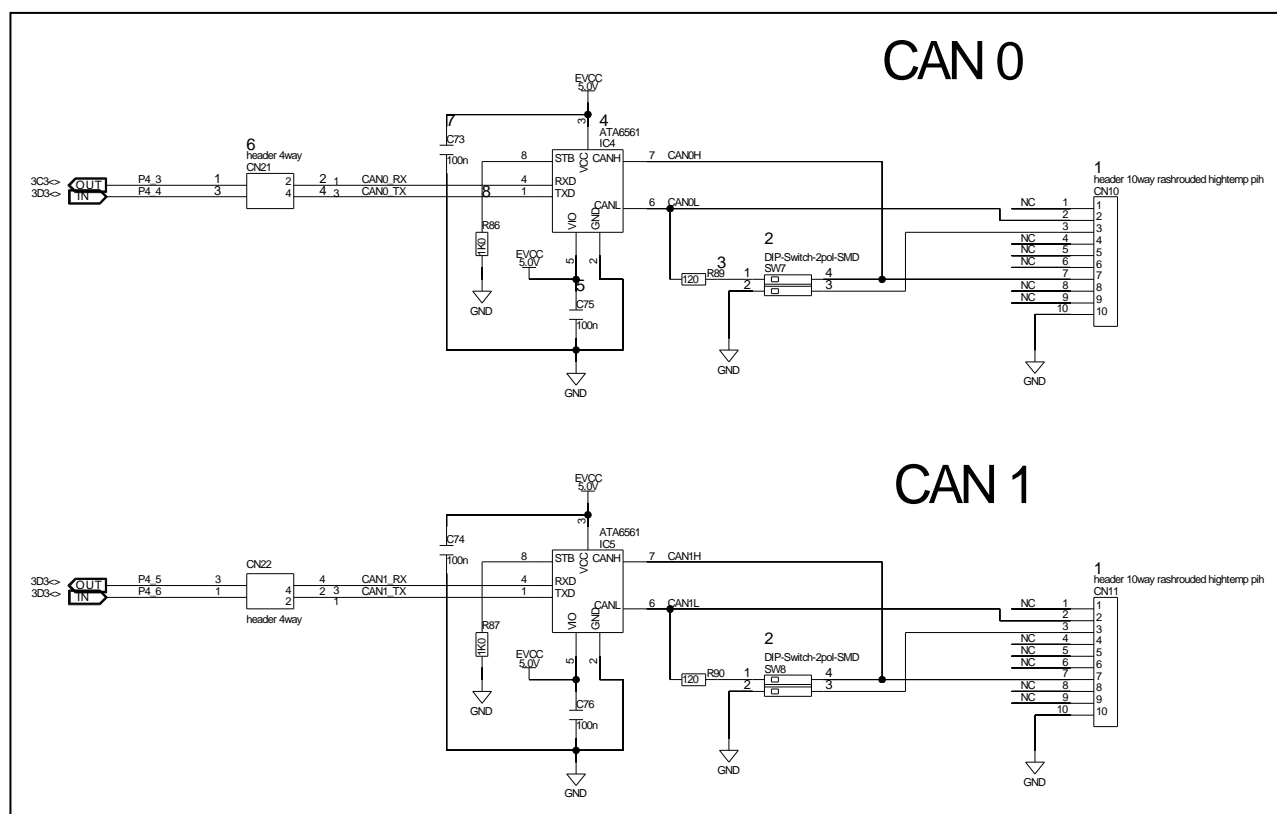 CAN 0
EVCC
5.0V
7
C73
100n
3
4
ATA6561
IC4
6
header 4way
CN21
8 STB VCC CANH 7 CAN0H
3C3<> OUT P4_3 1 2 2 1 CAN0_RX 4 RXD
3D3<> IN P4_4 3 4 4 3 CAN0_TX 8 1 TXD
CANL 6 CAN0L
VIO GND
R86
1K0
5 2
EVCC
5.0V
5
C75
100n
GND
GND
3
120 R89
2
DIP-Switch-2pol-SMD
SW7
1 4
2 3
GND
1
header 10way rashrouded hightemp pih
CN10
NC 1 1
2 2
3 3
NC 4 4
NC 5 5
NC 6 6
7 7
NC 8 8
NC 9 9
10 10
GND
CAN 1
EVCC
5.0V
C74
100n
3
ATA6561
IC5
CN22
8 STB VCC CANH 7 CAN1H
3D3<> OUT P4_5 3 4 4 3 CAN1_RX 4 RXD
3D3<> IN P4_6 1 2 2 1 CAN1_TX 1 TXD
header 4way
CANL 6 CAN1L
VIO GND
R87
1K0
5 2
EVCC
5.0V
C76
100n
GND
GND
120 R90
2
DIP-Switch-2pol-SMD
SW8
1 4
2 3
GND
1
header 10way rashrouded hightemp pih
CN11
NC 1 1
2 2
3 3
NC 4 4
NC 5 5
NC 6 6
7 7
NC 8 8
NC 9 9
10 10
GND